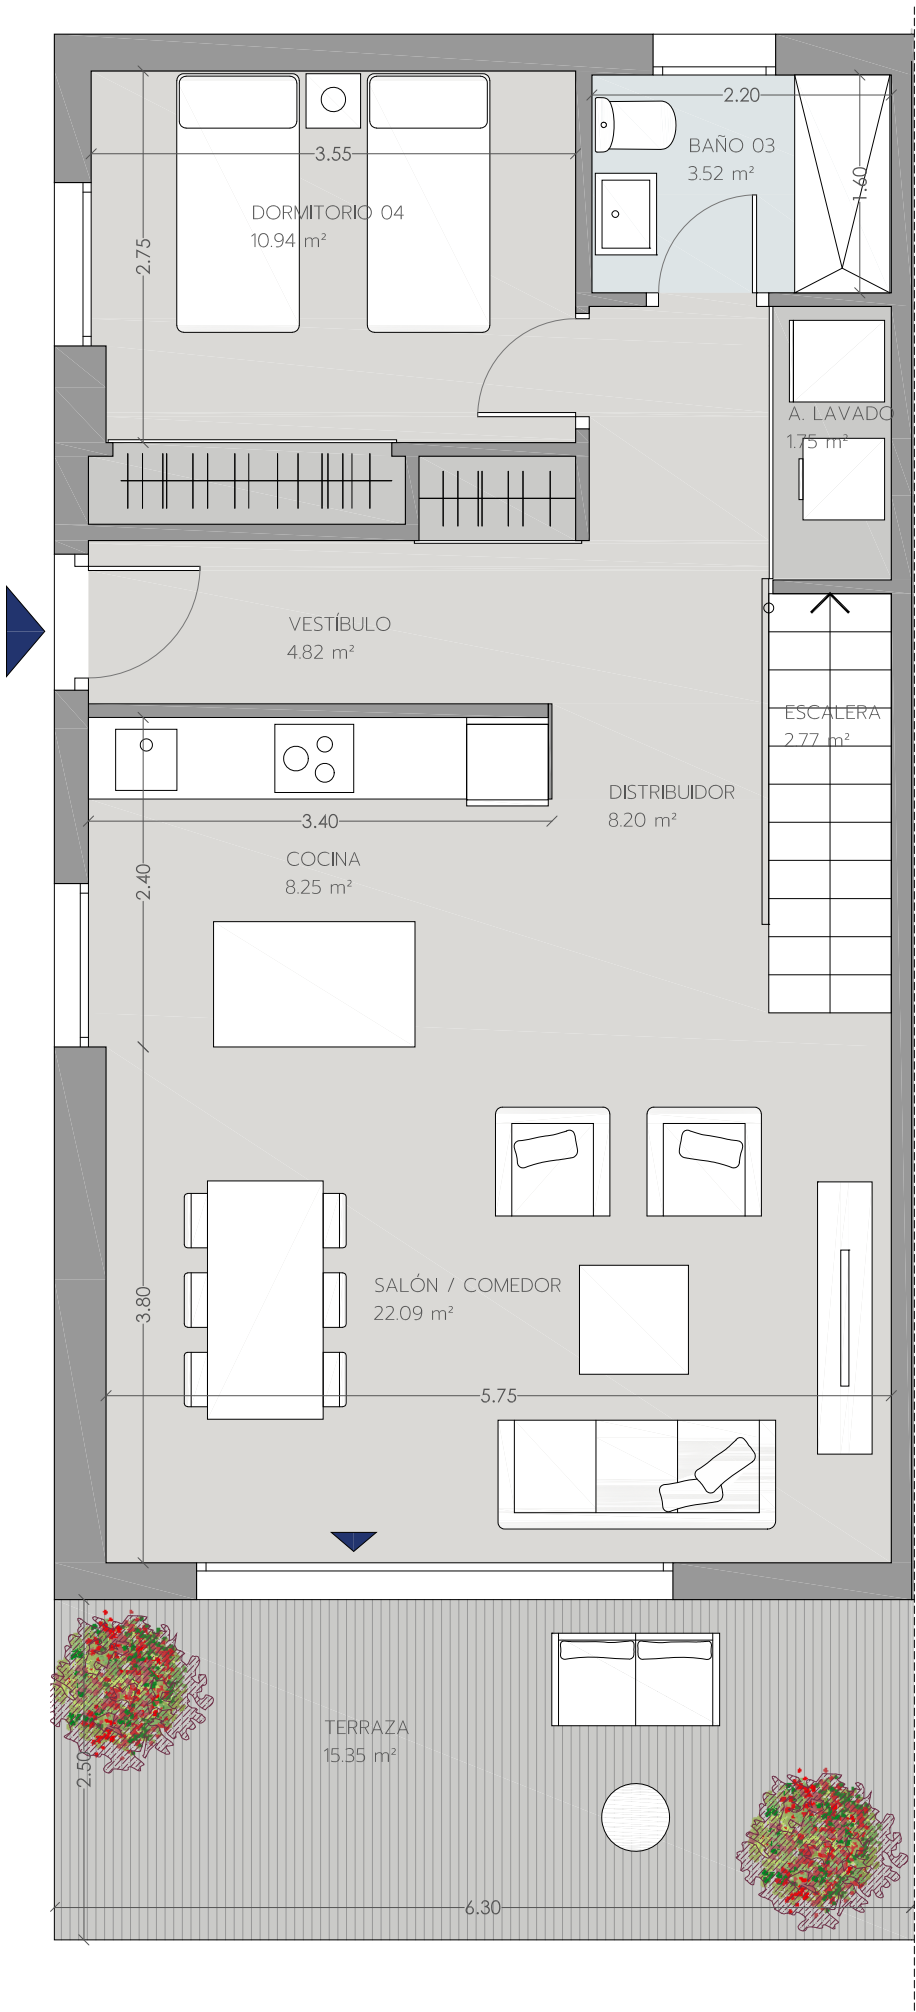 2.20
BAÑO 03
3.52 m²
3.55
1.60
DORMITORIO 04
10.94 m²
2.75
A. LAVADO
1.75 m²
VESTÍBULO
4.82 m²
ESCALERA
2.77 m²
DISTRIBUIDOR
8.20 m²
3.40
COCINA
8.25 m²
2.40
SALÓN / COMEDOR
22.09 m²
3.80
5.75
TERRAZA
15.35 m²
2.50
6.30